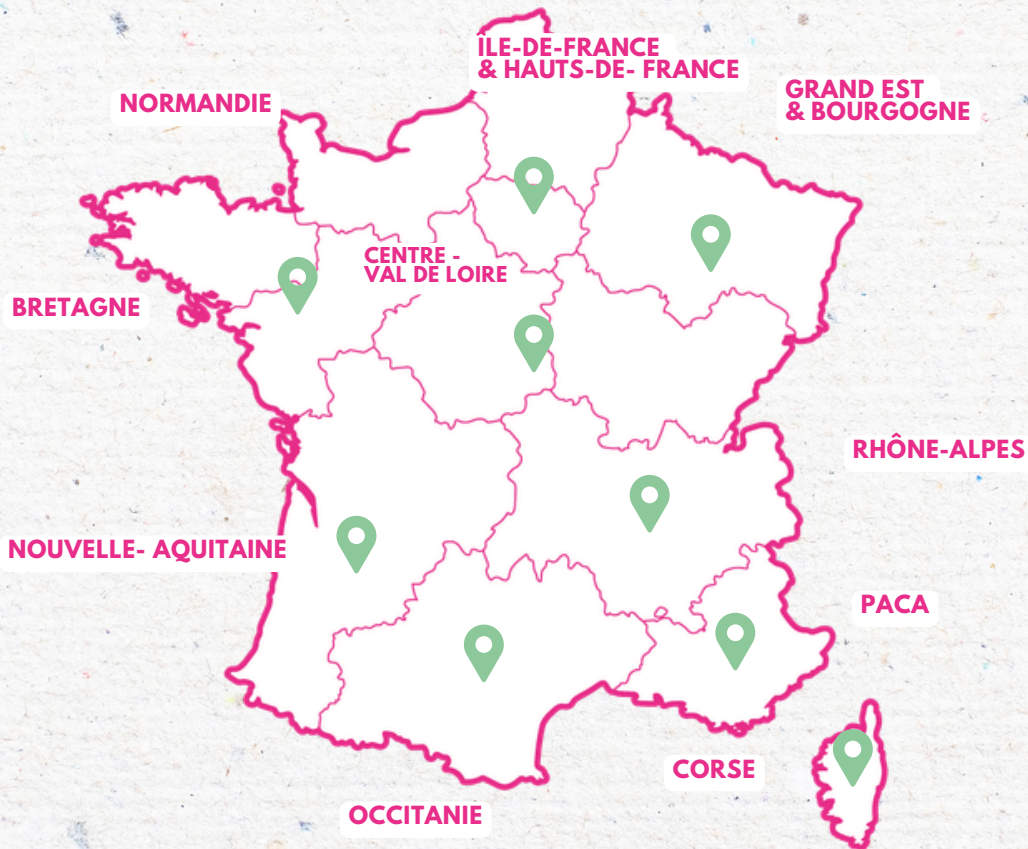 ÎLE-DE-FRANCE
& HAUTS-DE- FRANCE
GRAND EST
& BOURGOGNE
NORMANDIE
CENTRE -
VAL DE LOIRE
BRETAGNE
RHÔNE-ALPES
NOUVELLE- AQUITAINE
PACA
CORSE
OCCITANIE